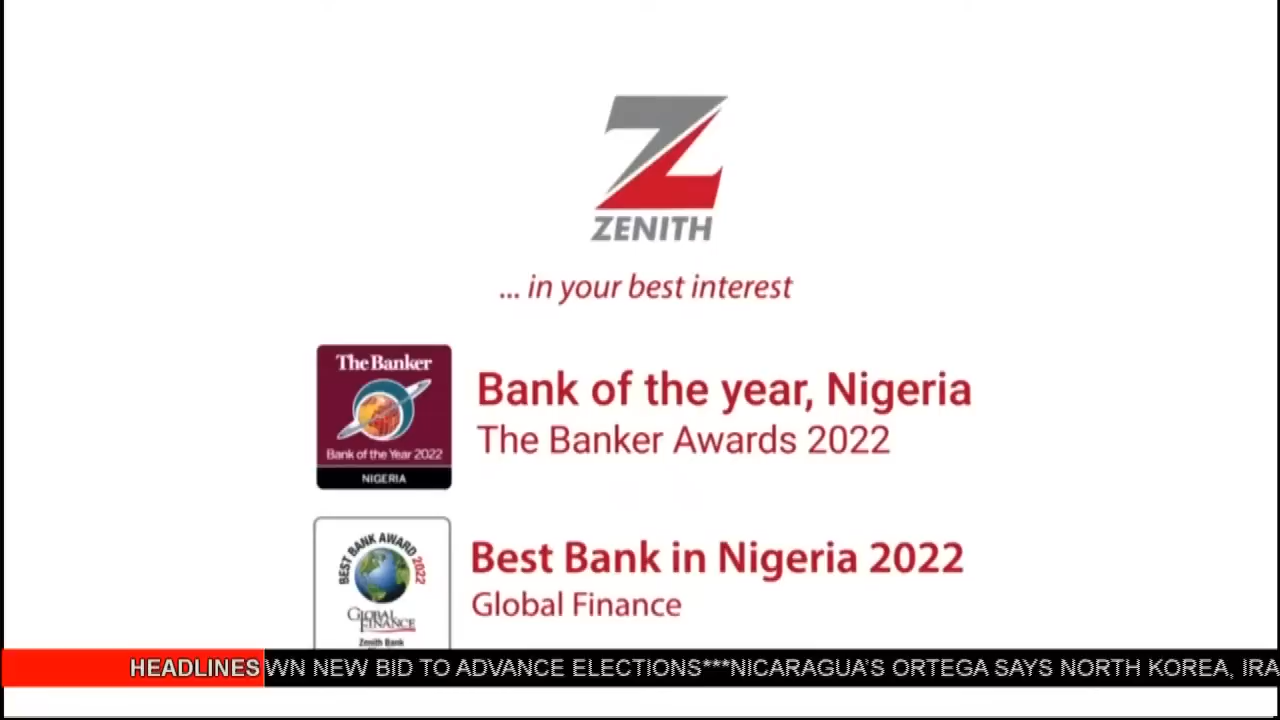 Z
ZENITH
... in your best interest
The Banker
Bank of the Year 2022
NIGERIA
Bank of the year, Nigeria
The Banker Awards 2022
BEST BANK AWARD 2022
GLOBAL FINANCE
Zenith Bank
Best Bank in Nigeria 2022
Global Finance
HEADLINES WN NEW BID TO ADVANCE ELECTIONS***NICARAGUA'S ORTEGA SAYS NORTH KOREA, IRA